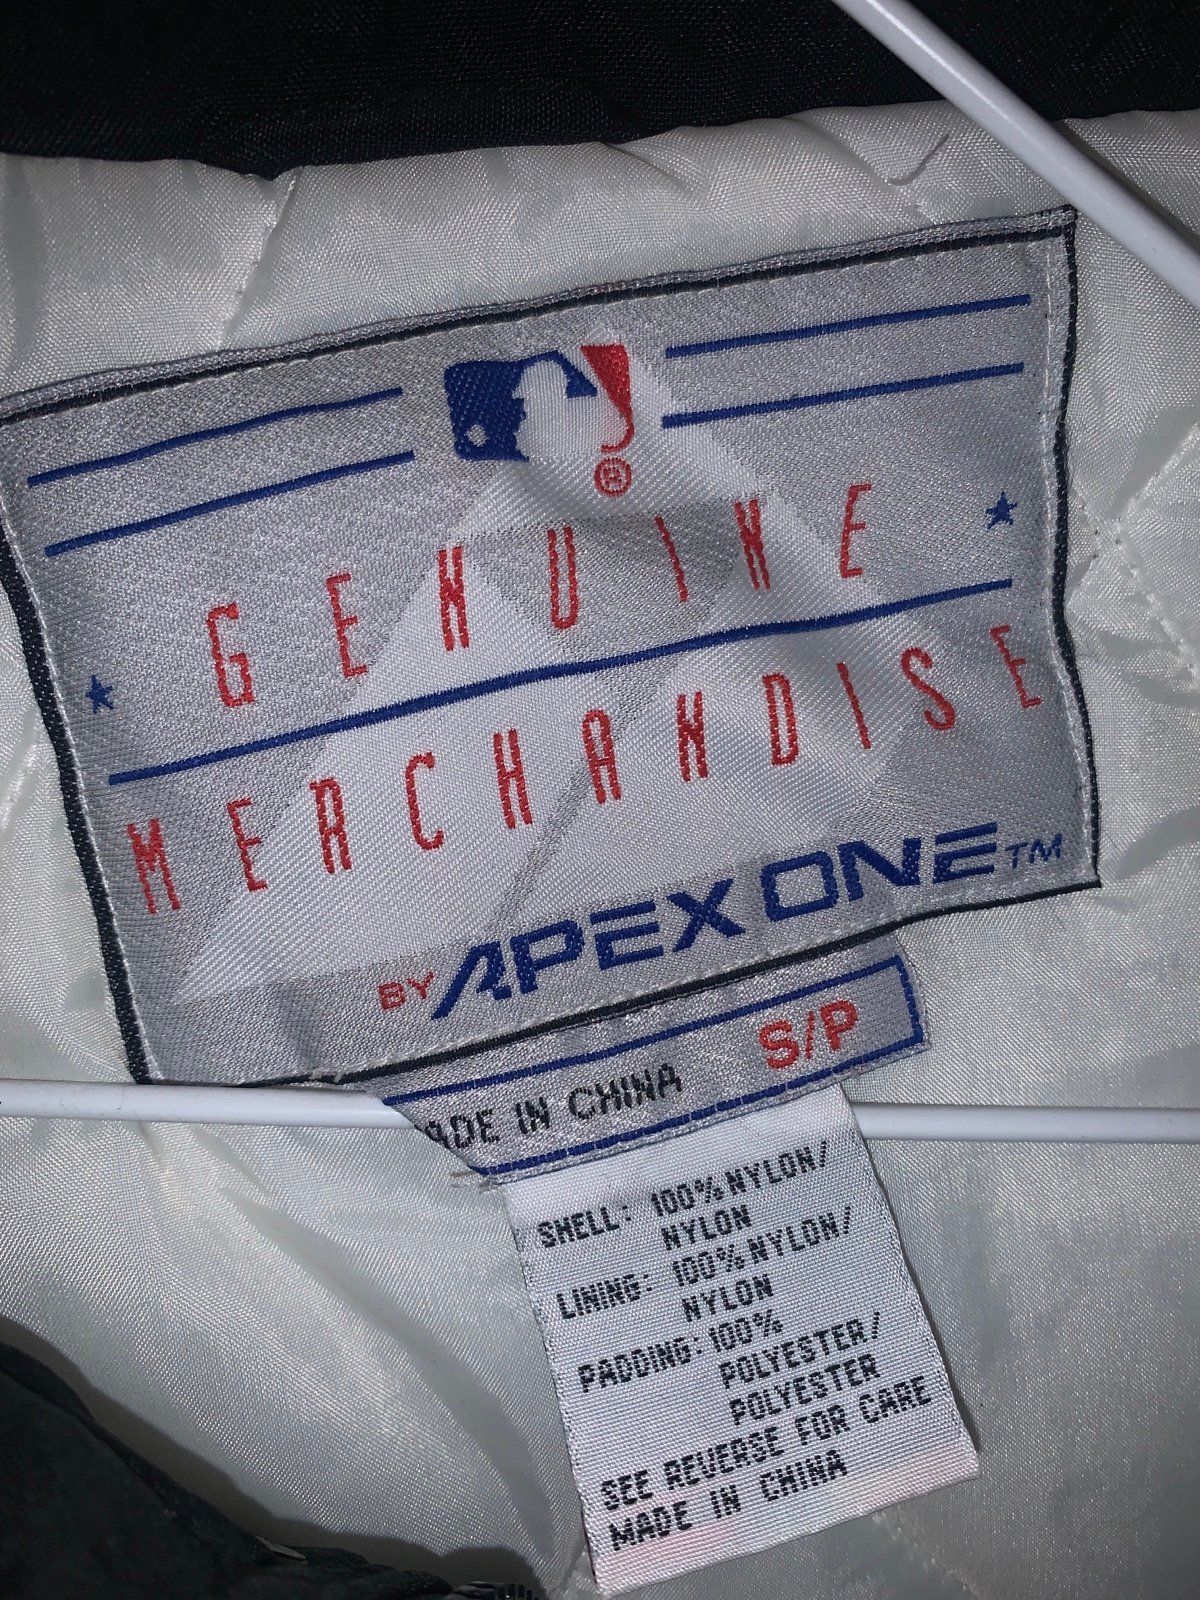 ®
GENUINE
MERCHANDISE
BY APEX ONE TM
ADE IN CHINA S/P
SHELL: 100% NYLON/
NYLON
LINING: 100% NYLON/
NYLON
PADDING: 100%
POLYESTER/
POLYESTER
SEE REVERSE FOR CARE
MADE IN CHINA